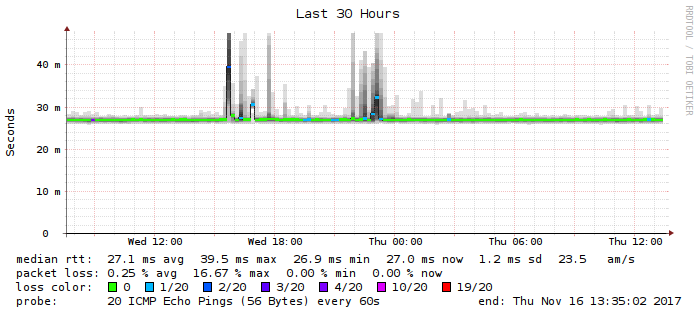 Last 30 Hours
RRDTOOL / TOBI OETIKER
Seconds
40 m
30 m
20 m
10 m
0
Wed 12:00 Wed 18:00 Thu 00:00 Thu 06:00 Thu 12:00
median rtt: 27.1 ms avg 39.5 ms max 26.9 ms min 27.0 ms now 1.2 ms sd 23.5 am/s
packet loss: 0.25 % avg 16.67 % max 0.00 % min 0.00 % now
loss color: 0 1/20 2/20 3/20 4/20 10/20 19/20
probe: 20 ICMP Echo Pings (56 Bytes) every 60s end: Thu Nov 16 13:35:02 2017